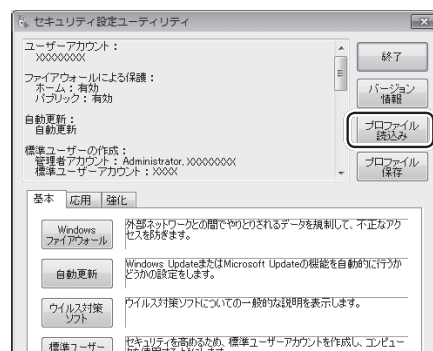 セキュリティ設定ユーティリティ
ユーザーアカウント：
XXXXXXXX
ファイアウォールによる保護：
ホーム：有効
パブリック：有効
自動更新：
自動更新
標準ユーザーの作成：
管理者アカウント：Administrator, XXXXXXXX
標準ユーザーアカウント：XXXX
終了
バージョン
情報
プロファイル
読込み
プロファイル
保存
基本 応用 強化
Windows
ファイアウォール
外部ネットワークとの間でやりとりされるデータを規制して、不正なアク
セスを防ぎます。
自動更新
Windows UpdateまたはMicrosoft Updateの機能を自動的に行うか
どうかの設定をします。
ウイルス対策
ソフト
ウイルス対策ソフトについての一般的な説明を表示します。
標準ユーザー
セキュリティを高めるため、標準ユーザーアカウントを作成し、コンピュー